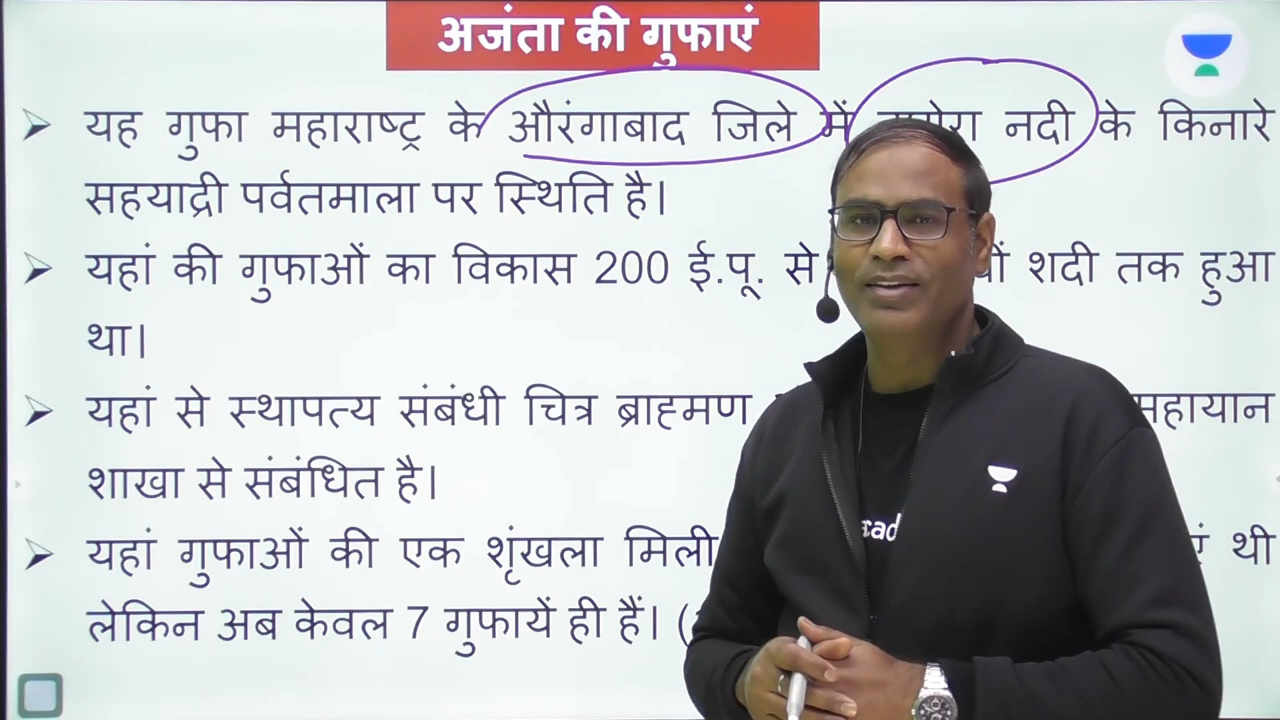 अजंता की गुफाएं
यह गुफा महाराष्ट्र के औरंगाबाद जिले में नदी के किनारे
सहयाद्री पर्वतमाला पर स्थिति है।
यहां की गुफाओं का विकास 200 ई.पू. से शदी तक हुआ
था।
यहां से स्थापत्य संबंधी चित्र ब्राह्मण महायान
शाखा से संबंधित है।
यहां गुफाओं की एक शृंखला मिली थी
लेकिन अब केवल 7 गुफायें ही हैं। (